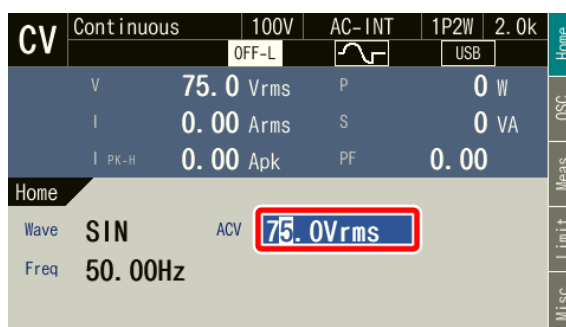 CV Continuous 100V AC-INT 1P2W 2.0k
OFF-L USB
V 75.0 Vrms P 0 W
I 0.00 Arms S 0 VA
I PK-H 0.00 Apk PF 0.00
Home
Wave SIN ACV 75.0Vrms
Freq 50.00Hz
Home
OSC
Meas
Limit
Misc